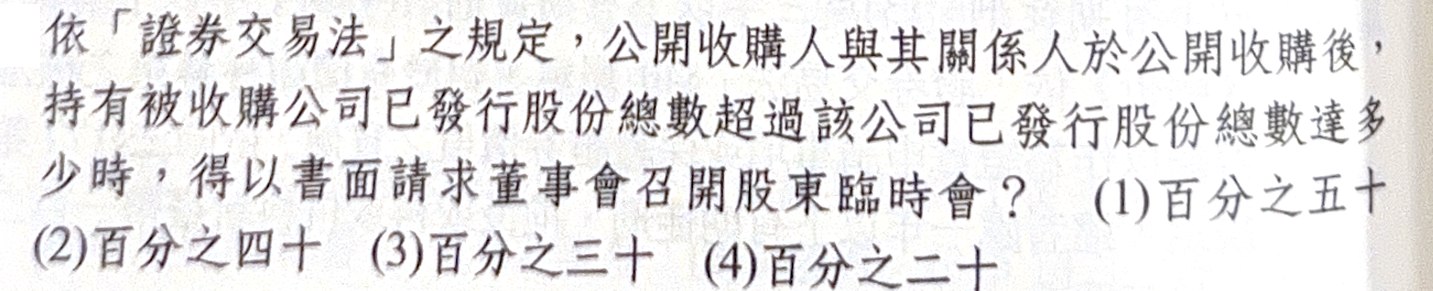 依「證券交易法」之規定，公開收購人與其關係人於公開收購後，
持有被收購公司已發行股份總數超過該公司已發行股份總數達多
少時，得以書面請求董事會召開股東臨時會？ (1)百分之五十
(2)百分之四十 (3)百分之三十 (4)百分之二十